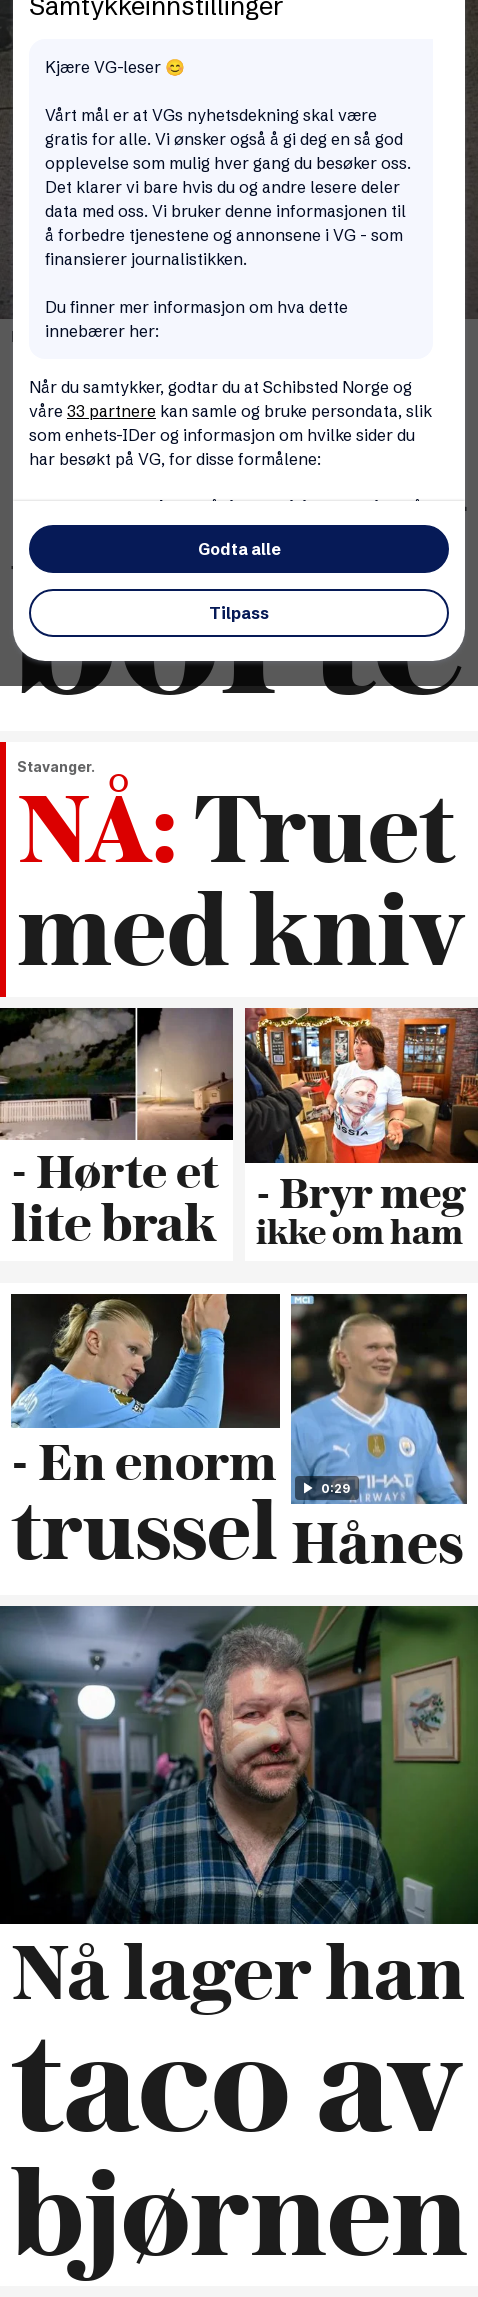 Samtykkeinnstillinger
Kjære VG-leser 😊
Vårt mål er at VGs nyhetsdekning skal være
gratis for alle. Vi ønsker også å gi deg en så god
opplevelse som mulig hver gang du besøker oss.
Det klarer vi bare hvis du og andre lesere deler
data med oss. Vi bruker denne informasjonen til
å forbedre tjenestene og annonsene i VG - som
finansierer journalistikken.
Du finner mer informasjon om hva dette
innebærer her:
Når du samtykker, godtar du at Schibsted Norge og
våre 33 partnere kan samle og bruke persondata, slik
som enhets-IDer og informasjon om hvilke sider du
har besøkt på VG, for disse formålene:
Godta alle
Tilpass
borte
Stavanger.
NÅ: Truet
med kniv
- Hørte et
lite brak
RUSSIA
- Bryr meg
ikke om ham
- En enorm
trussel
MCI
ETIHAD
AIRWAYS
0:29
Hånes
Nå lager han
taco av
bjørnen